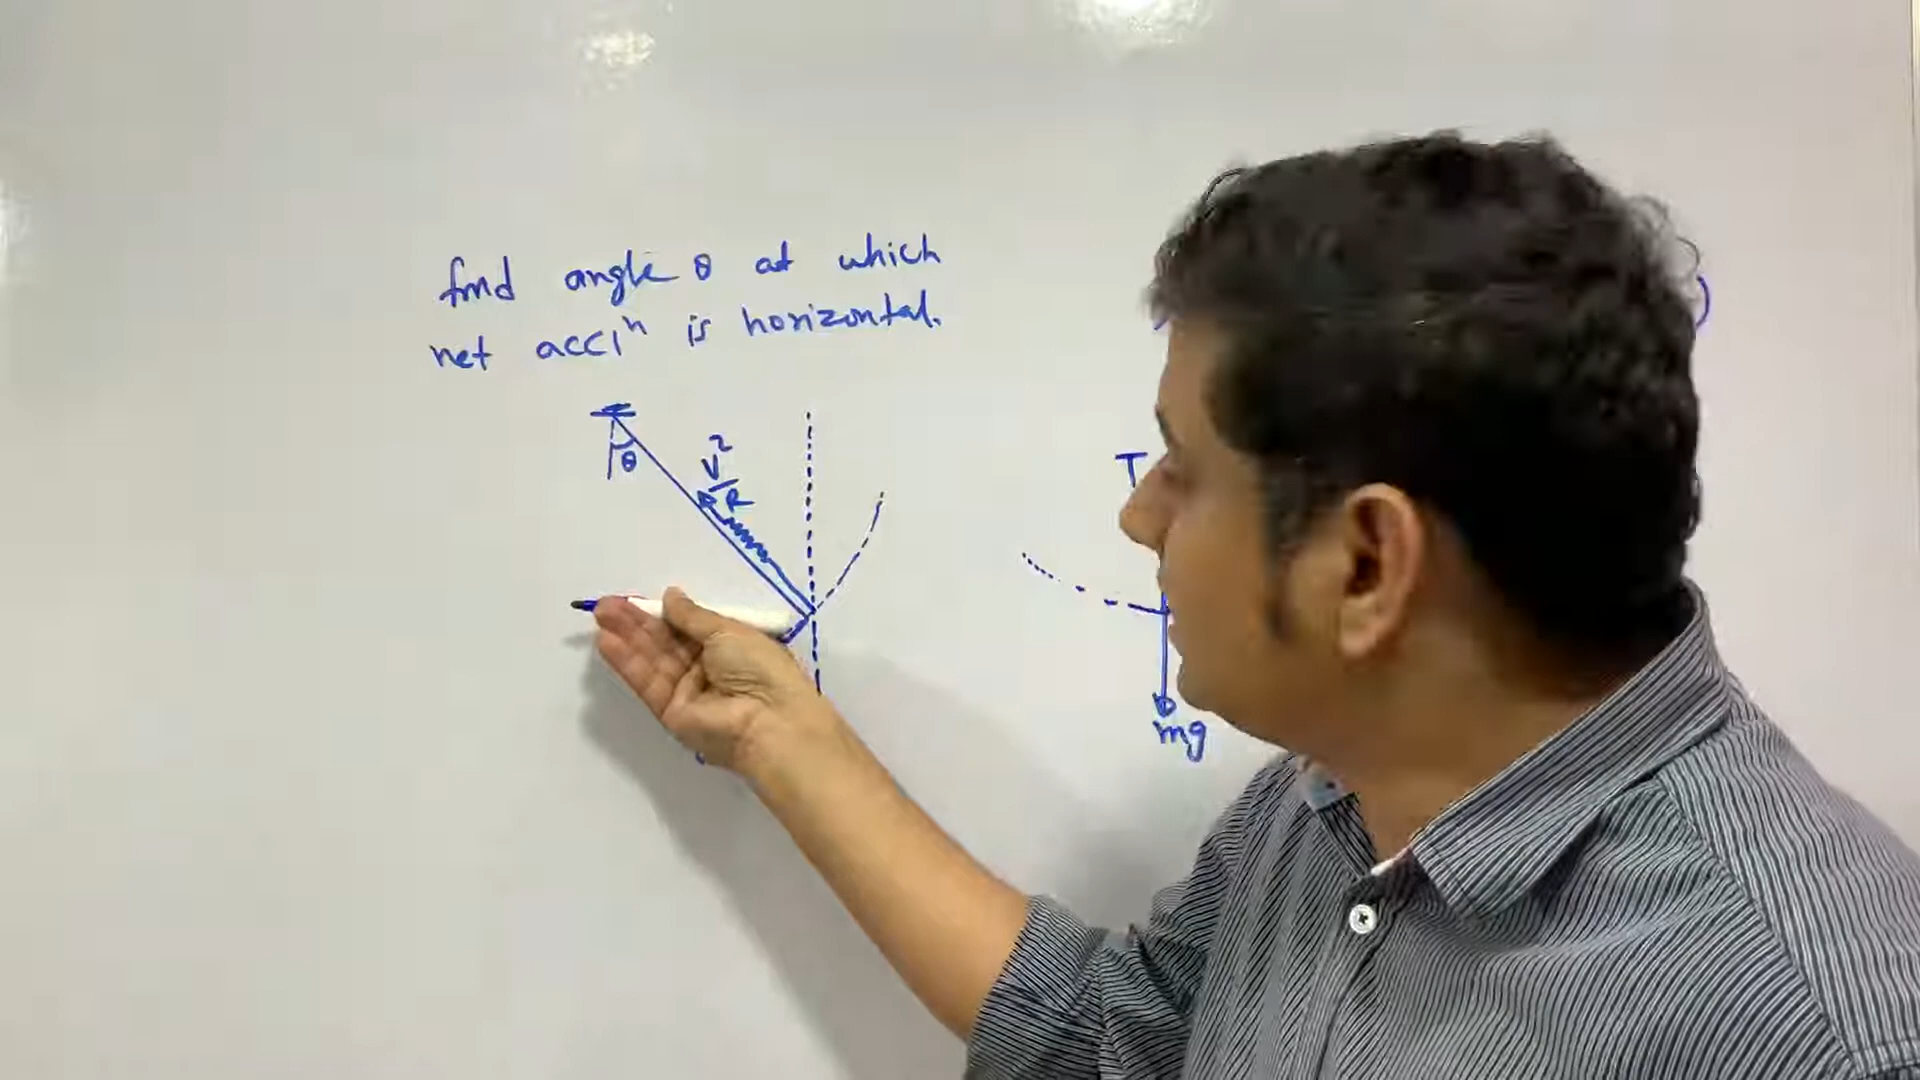 find angle θ at which
net accl^n is horizontal.
θ
V²/R
T
mg
)